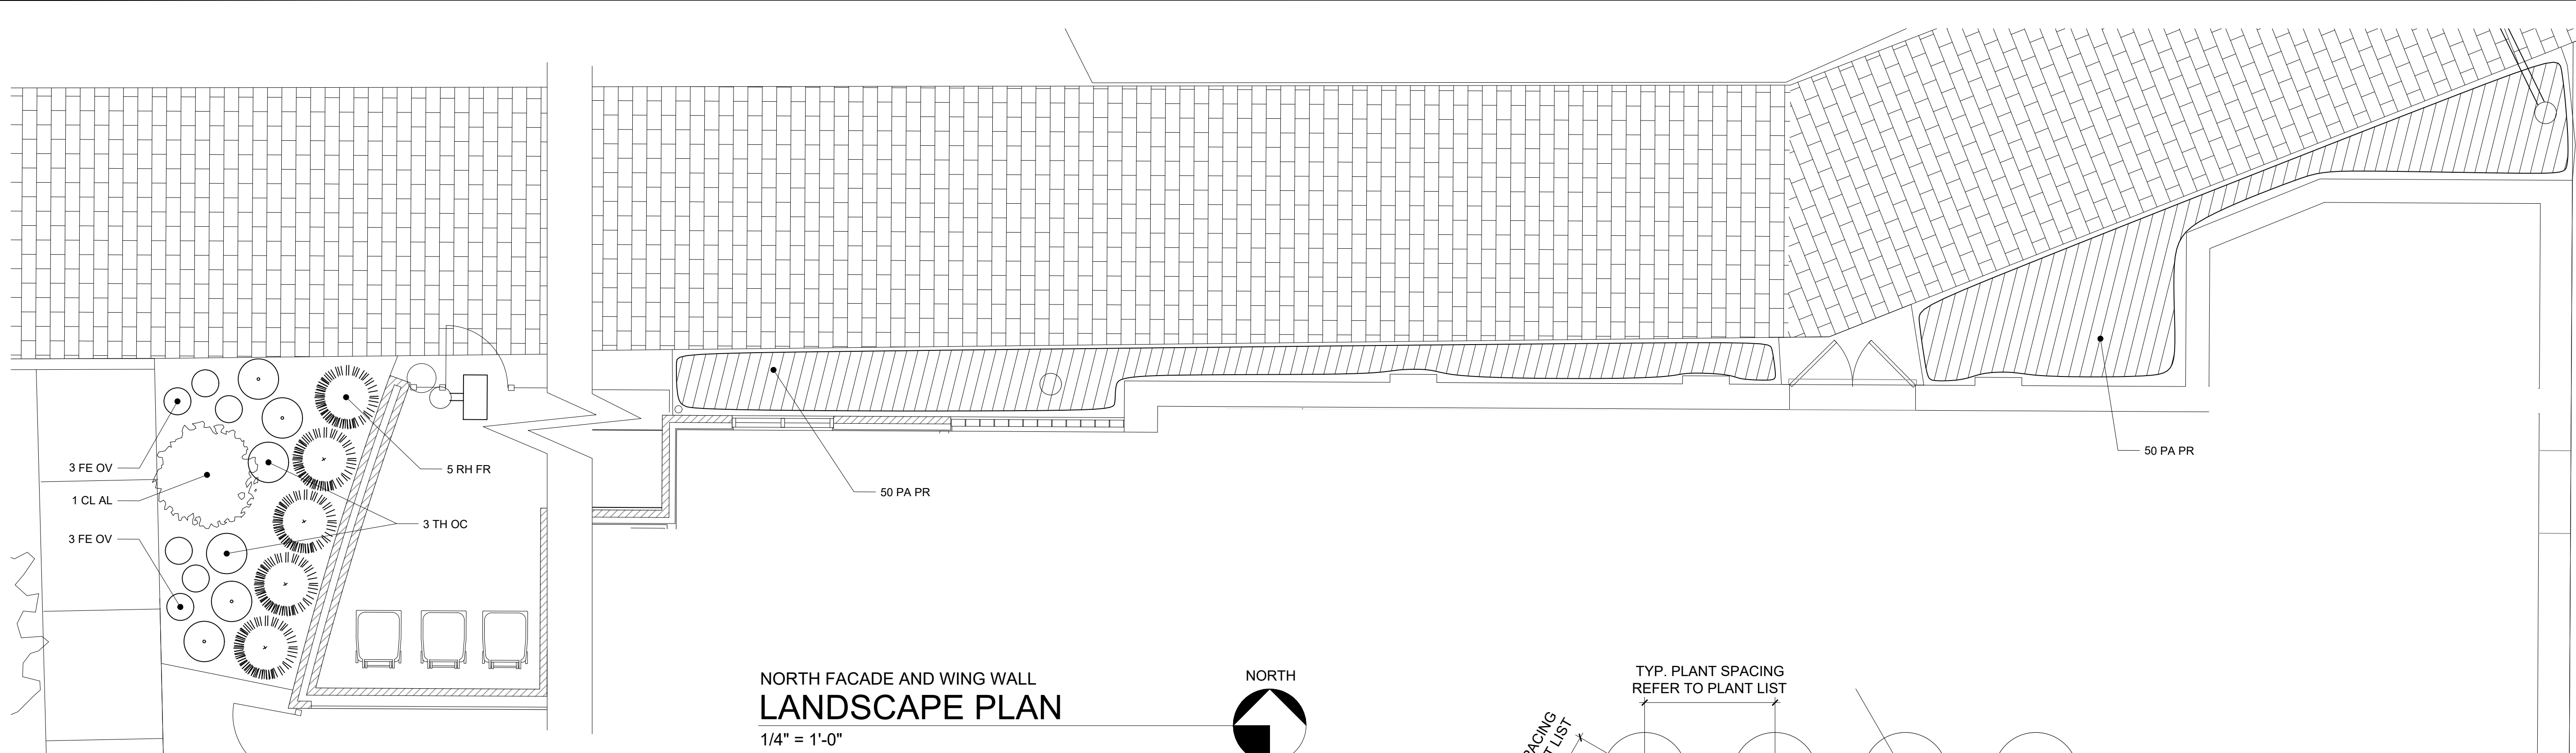 3 FE OV
1 CL AL
3 FE OV
5 RH FR
3 TH OC
50 PA PR
50 PA PR
NORTH FACADE AND WING WALL
LANDSCAPE PLAN
1/4" = 1'-0"
NORTH
TYP. PLANT SPACING
REFER TO PLANT LIST
LIST